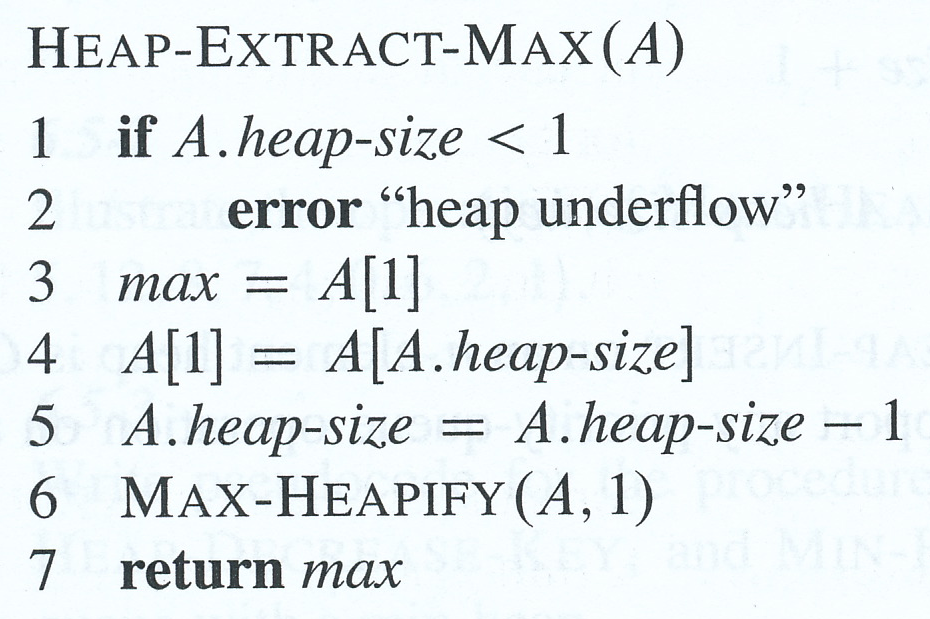 HEAP-EXTRACT-MAX(A)
1 if A.heap-size < 1
2 error “heap underflow”
3 max = A[1]
4 A[1] = A[A.heap-size]
5 A.heap-size = A.heap-size − 1
6 MAX-HEAPIFY(A, 1)
7 return max